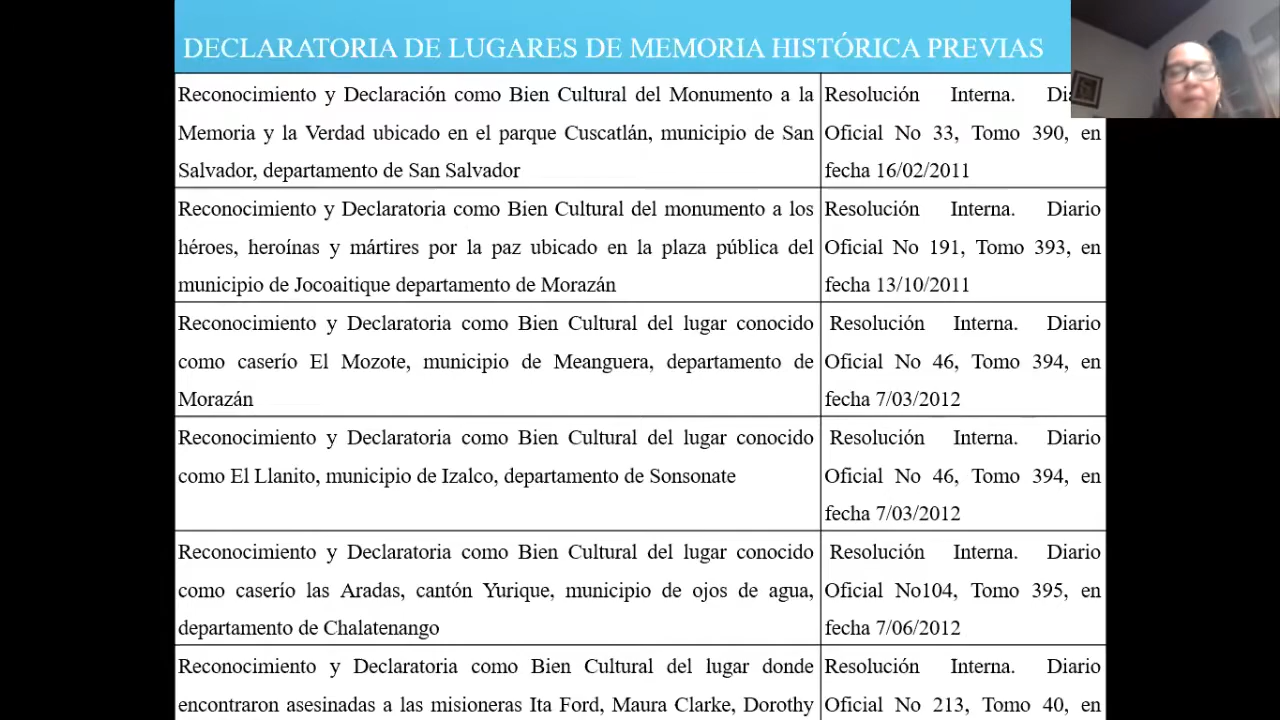 DECLARATORIA DE LUGARES DE MEMORIA HISTÓRICA PREVIAS
Reconocimiento y Declaración como Bien Cultural del Monumento a la
Memoria y la Verdad ubicado en el parque Cuscatlán, municipio de San
Salvador, departamento de San Salvador
Resolución Interna.
Oficial No 33, Tomo 390, en
fecha 16/02/2011
Reconocimiento y Declaratoria como Bien Cultural del monumento a los
héroes, heroínas y mártires por la paz ubicado en la plaza pública del
municipio de Jocoaitique departamento de Morazán
Resolución Interna. Diario
Oficial No 191, Tomo 393, en
fecha 13/10/2011
Reconocimiento y Declaratoria como Bien Cultural del lugar conocido
como caserío El Mozote, municipio de Meanguera, departamento de
Morazán
Resolución Interna. Diario
Oficial No 46, Tomo 394, en
fecha 7/03/2012
Reconocimiento y Declaratoria como Bien Cultural del lugar conocido
como El Llanito, municipio de Izalco, departamento de Sonsonate
Resolución Interna. Diario
Oficial No 46, Tomo 394, en
fecha 7/03/2012
Reconocimiento y Declaratoria como Bien Cultural del lugar conocido
como caserío las Aradas, cantón Yurique, municipio de ojos de agua,
departamento de Chalatenango
Resolución Interna. Diario
Oficial No104, Tomo 395, en
fecha 7/06/2012
Reconocimiento y Declaratoria como Bien Cultural del lugar donde
encontraron asesinadas a las misioneras Ita Ford, Maura Clarke, Dorothy
Resolución Interna. Diario
Oficial No 213, Tomo 40, en